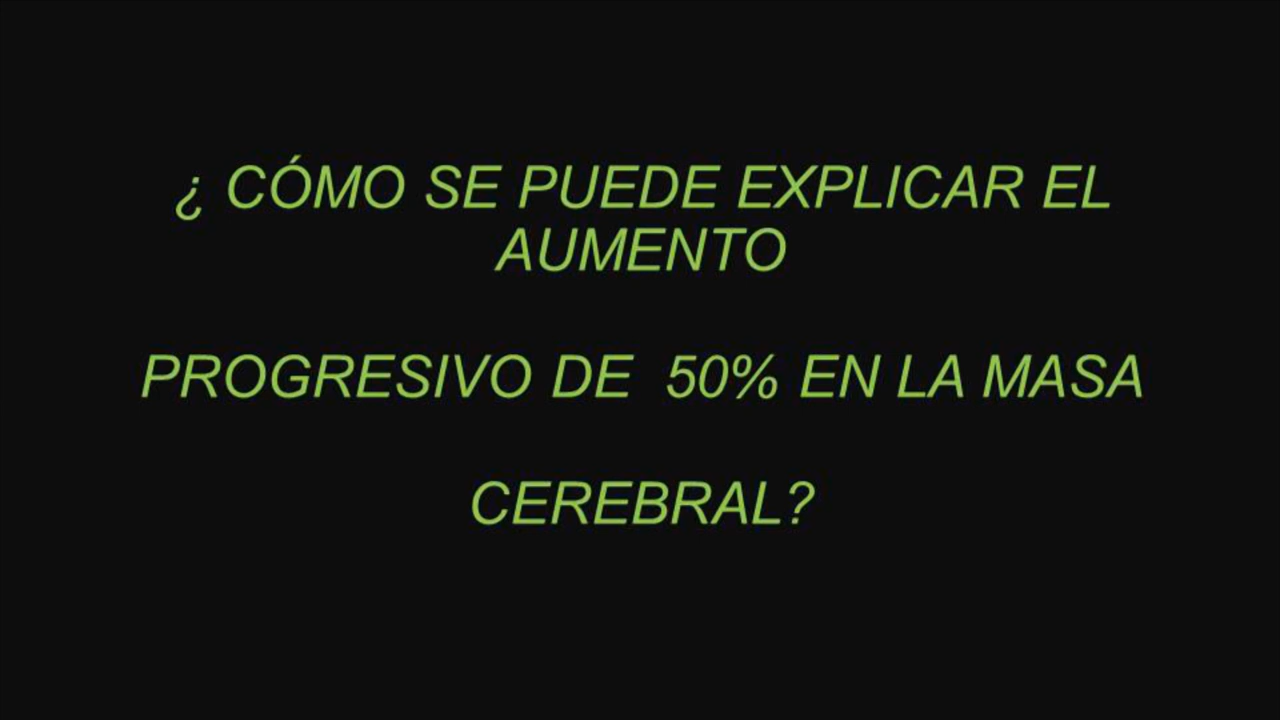 ¿ CÓMO SE PUEDE EXPLICAR EL
AUMENTO
PROGRESIVO DE 50% EN LA MASA
CEREBRAL?